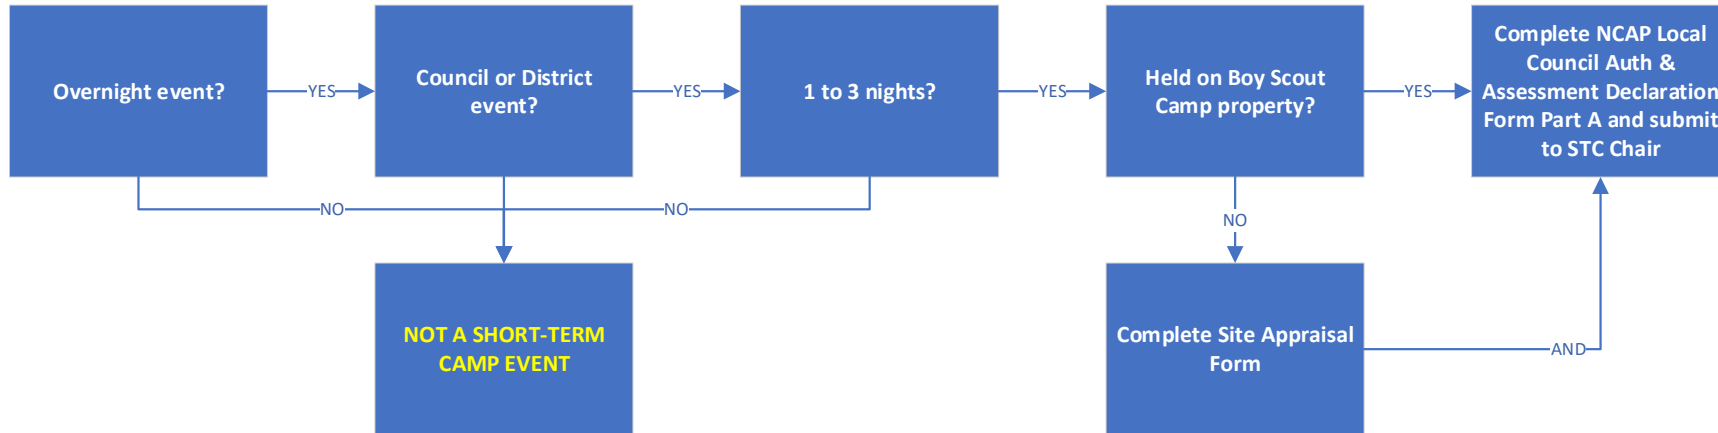 Overnight event?
YES
Council or District
event?
YES
1 to 3 nights?
YES
Held on Boy Scout
Camp property?
YES
Complete NCAP Local
Council Auth &
Assessment Declaration
Form Part A and submit
to STC Chair
NO
NO
NO
NOT A SHORT-TERM
CAMP EVENT
Complete Site Appraisal
Form
AND